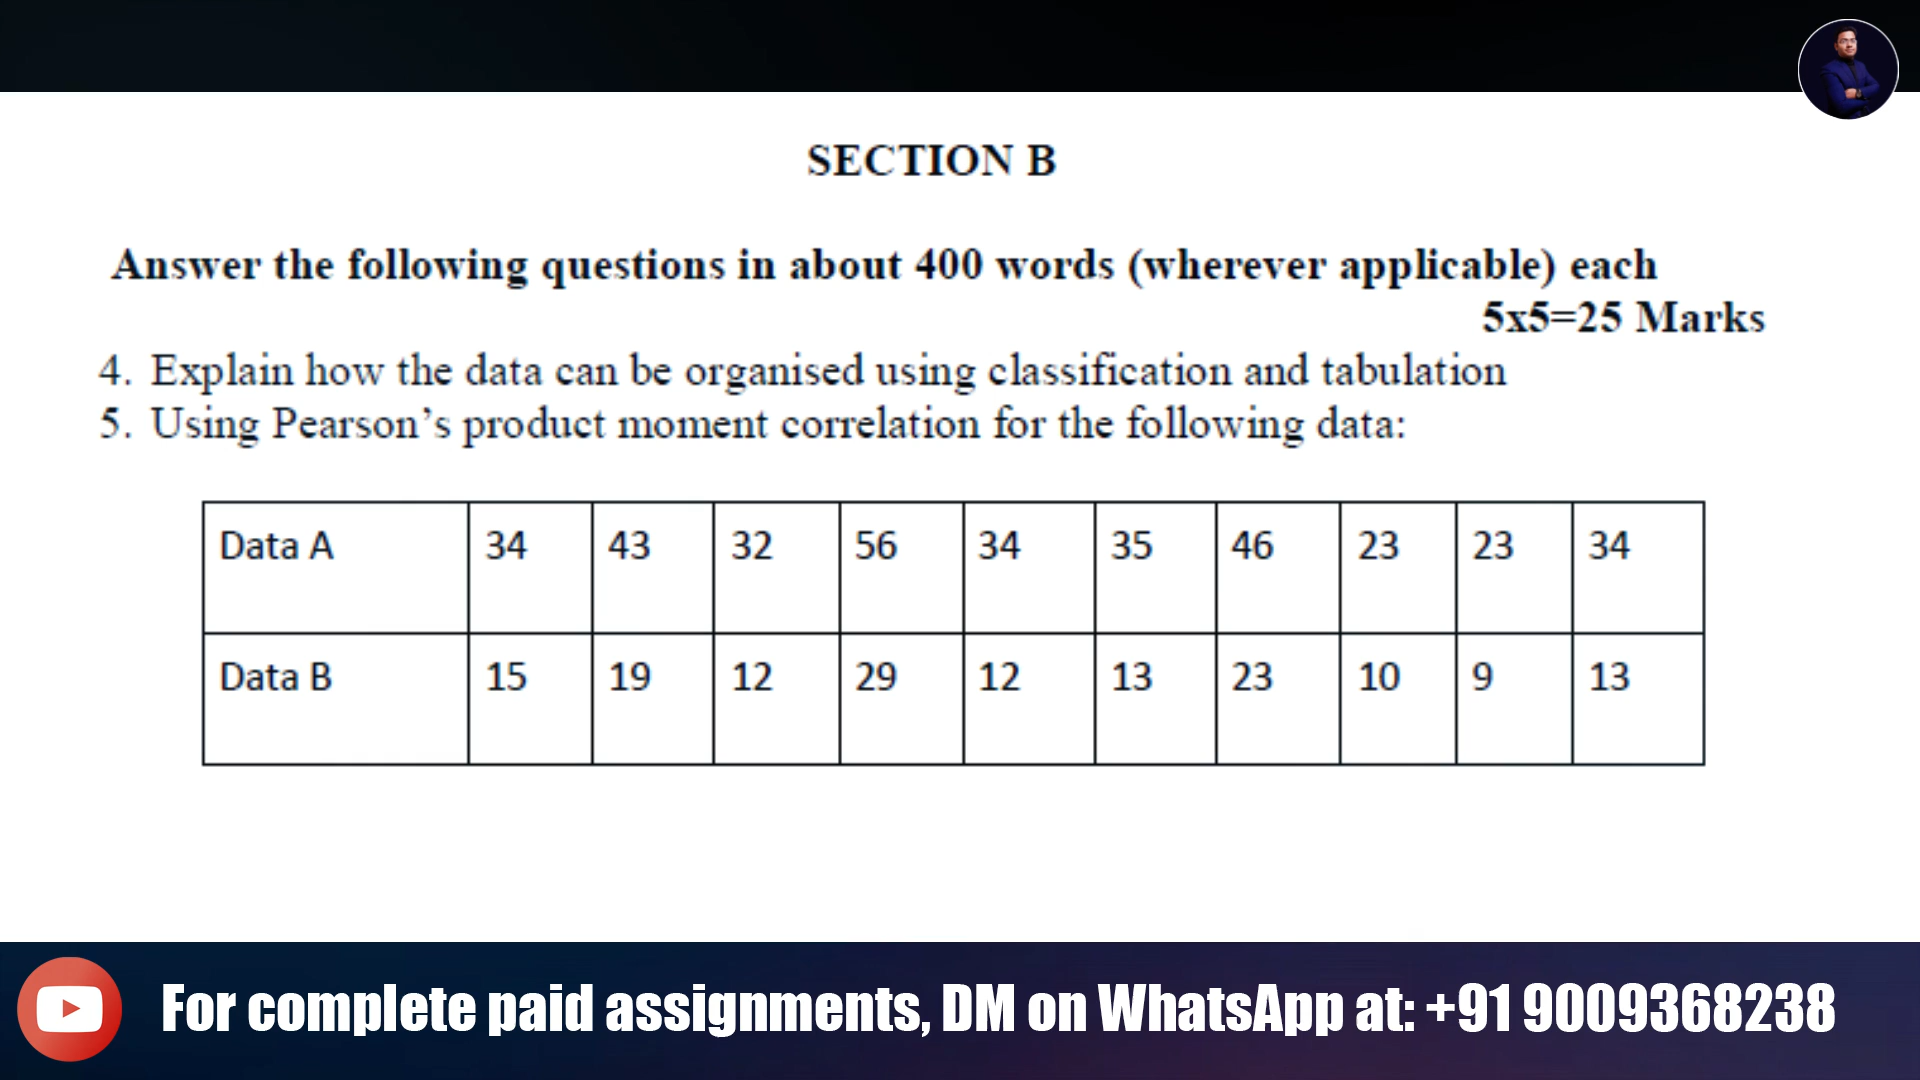 SECTION B
Answer the following questions in about 400 words (wherever applicable) each
5x5=25 Marks
4. Explain how the data can be organised using classification and tabulation
5. Using Pearson’s product moment correlation for the following data:
Data A 34 43 32 56 34 35 46 23 23 34
Data B 15 19 12 29 12 13 23 10 9 13
For complete paid assignments, DM on WhatsApp at: +91 9009368238